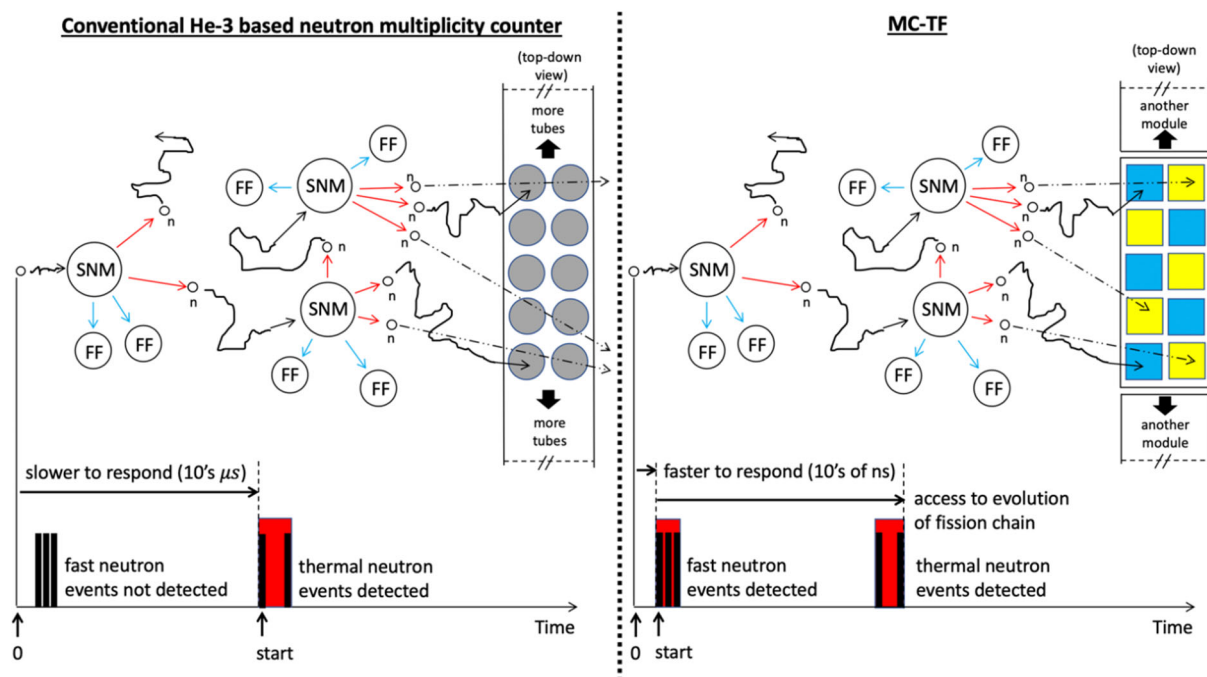 Conventional He-3 based neutron multiplicity counter
(top-down
view)
more
tubes
FF
FF
SNM
n
n
n
n
n
SNM
n
n
SNM
n
n
FF
FF
FF
FF
more
tubes
slower to respond (10's μs)
fast neutron
events not detected
thermal neutron
events detected
Time
0
start
MC-TF
(top-down
view)
another
module
FF
FF
SNM
n
n
n
n
n
SNM
n
n
SNM
n
n
FF
FF
FF
FF
another
module
faster to respond (10's of ns)
access to evolution
of fission chain
fast neutron
events detected
thermal neutron
events detected
Time
0
start